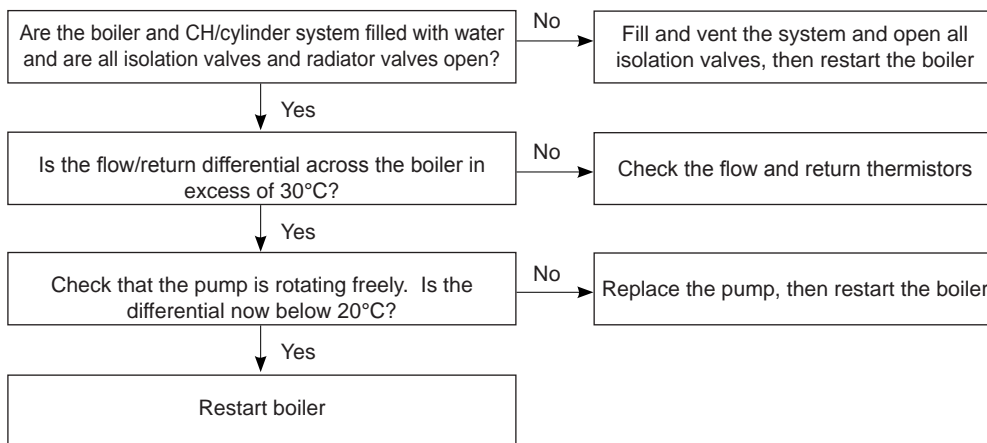 Are the boiler and CH/cylinder system filled with water
and are all isolation valves and radiator valves open?
No
Fill and vent the system and open all
isolation valves, then restart the boiler
Yes
Is the flow/return differential across the boiler in
excess of 30°C?
No
Check the flow and return thermistors
Yes
Check that the pump is rotating freely.  Is the
differential now below 20°C?
No
Replace the pump, then restart the boiler
Yes
Restart boiler